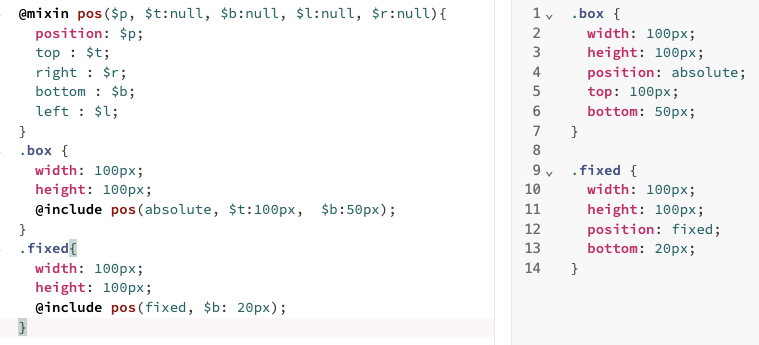 @mixin pos($p, $t:null, $b:null, $l:null, $r:null){
position: $p;
top : $t;
right : $r;
bottom : $b;
left : $l;
}
.box {
width: 100px;
height: 100px;
@include pos(absolute, $t:100px,  $b:50px);
}
.fixed{
width: 100px;
height: 100px;
@include pos(fixed, $b: 20px);
}
1 .box {
2 width: 100px;
3 height: 100px;
4 position: absolute;
5 top: 100px;
6 bottom: 50px;
7 }
8
9 .fixed {
10 width: 100px;
11 height: 100px;
12 position: fixed;
13 bottom: 20px;
14 }